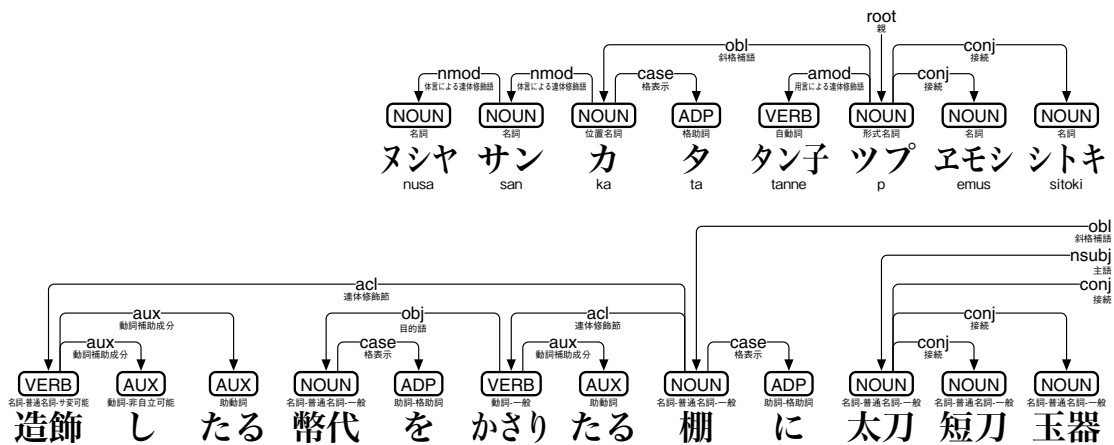 root
親
obl conj
斜格補語 接続
nmod nmod case amod conj
体言による連体修飾語 体言による連体修飾語 格表示 用言による連体修飾語 接続
NOUN NOUN NOUN ADP VERB NOUN NOUN NOUN
名詞 名詞 位置名詞 格助詞 自動詞 形式名詞 名詞 名詞
ヌシヤ サン カ タ タン子 ツプ ヱモシ シトキ
nusa san ka ta tanne p emus sitoki
obl
斜格補語
nsubj
主語
acl conj
連体修飾節 接続
aux obj acl conj
動詞補助成分 目的語 連体修飾節 接続
aux case aux case conj
動詞補助成分 格表示 動詞補助成分 格表示 接続
VERB AUX AUX NOUN ADP VERB AUX NOUN ADP NOUN NOUN NOUN
名詞-普通名詞-サ変可能 動詞-非自立可能 助動詞 名詞-普通名詞-一般 助詞-格助詞 動詞-一般 助動詞 名詞-普通名詞-一般 助詞-格助詞 名詞-普通名詞-一般 名詞-普通名詞-一般 名詞-普通名詞-一般
造飾 し たる 幣代 を かさり たる 棚 に 太刀 短刀 玉器